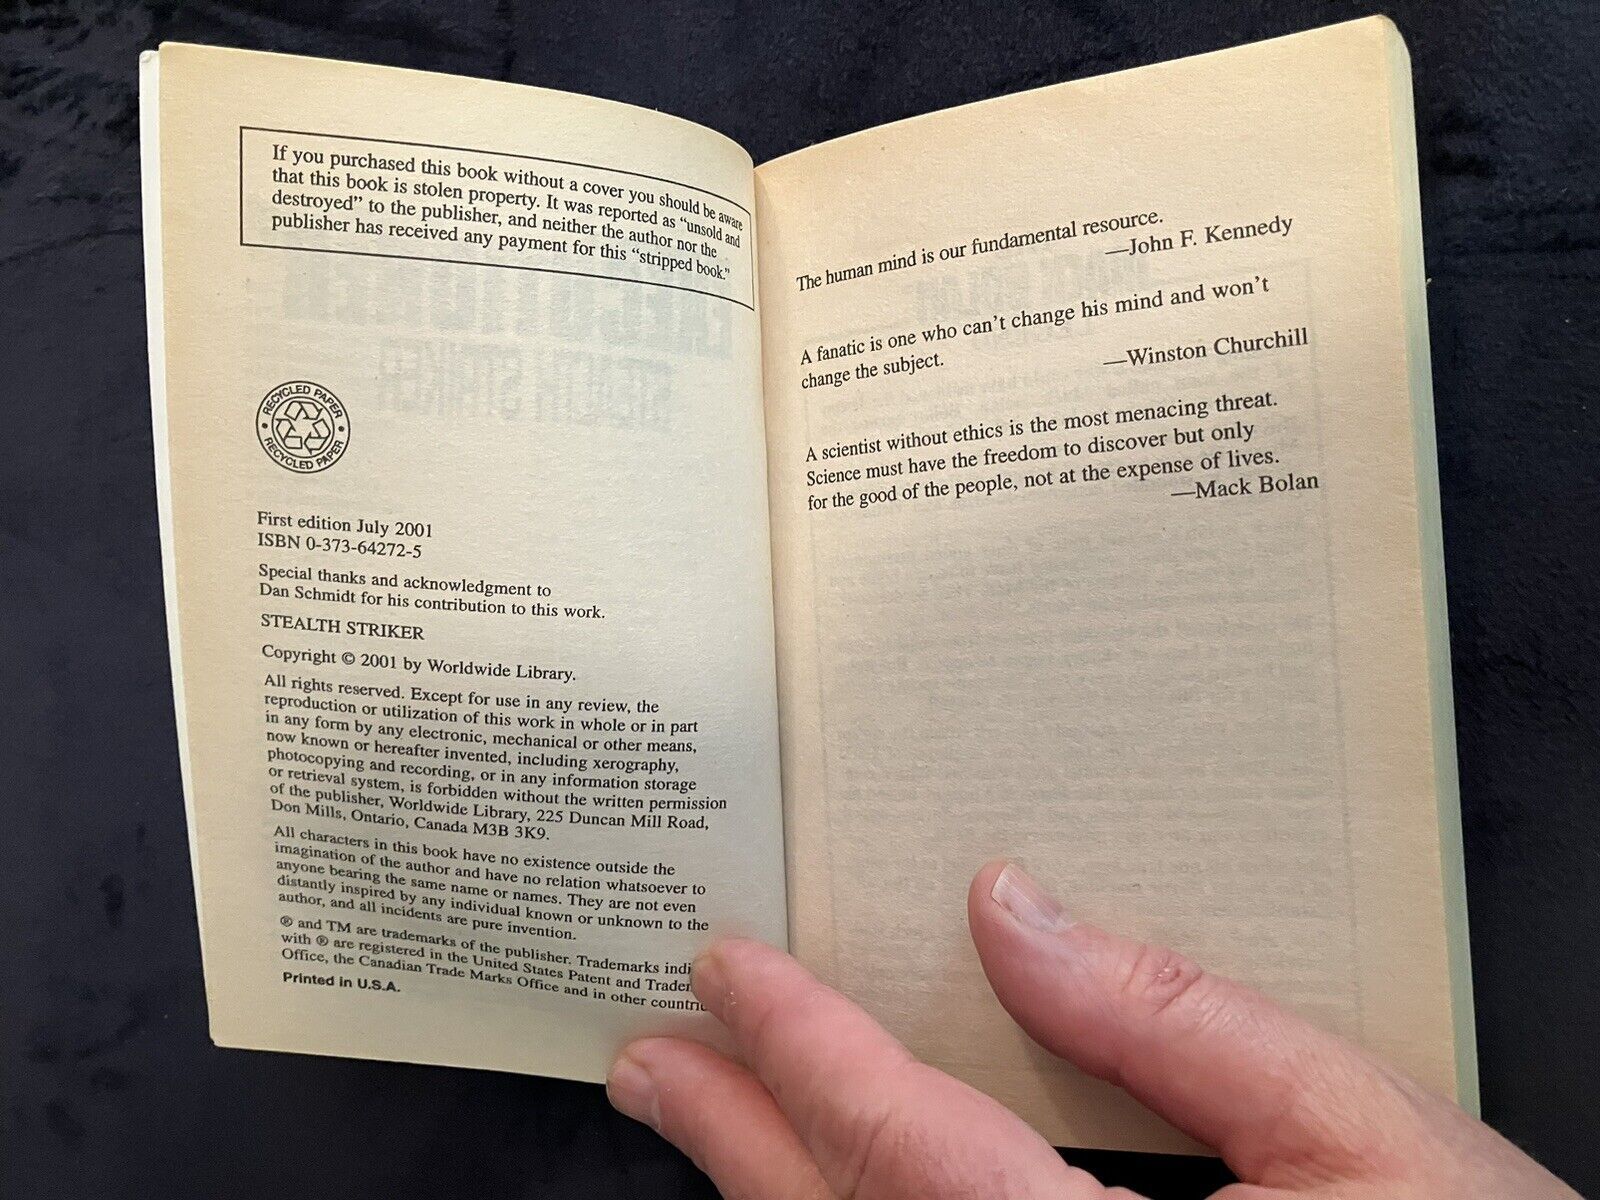 If you purchased this book without a cover you should be aware
that this book is stolen property. It was reported as "unsold and
destroyed" to the publisher, and neither the author nor the
publisher has received any payment for this "stripped book."
RECYCLED PAPER
RECYCLED PAPER
First edition July 2001
ISBN 0-373-64272-5
Special thanks and acknowledgment to
Dan Schmidt for his contribution to this work.
STEALTH STRIKER
Copyright © 2001 by Worldwide Library.
All rights reserved. Except for use in any review, the
reproduction or utilization of this work in whole or in part
in any form by any electronic, mechanical or other means,
now known or hereafter invented, including xerography,
photocopying and recording, or in any information storage
or retrieval system, is forbidden without the written permission
of the publisher, Worldwide Library, 225 Duncan Mill Road,
Don Mills, Ontario, Canada M3B 3K9.
All characters in this book have no existence outside the
imagination of the author and have no relation whatsoever to
anyone bearing the same name or names. They are not even
distantly inspired by any individual known or unknown to the
author, and all incidents are pure invention.
® and TM are trademarks of the publisher. Trademarks indi
with ® are registered in the United States Patent and Trade
Office, the Canadian Trade Marks Office and in other countri
Printed in U.S.A.
The human mind is our fundamental resource.
—John F. Kennedy
A fanatic is one who can't change his mind and won't
change the subject.
—Winston Churchill
A scientist without ethics is the most menacing threat.
Science must have the freedom to discover but only
for the good of the people, not at the expense of lives.
—Mack Bolan